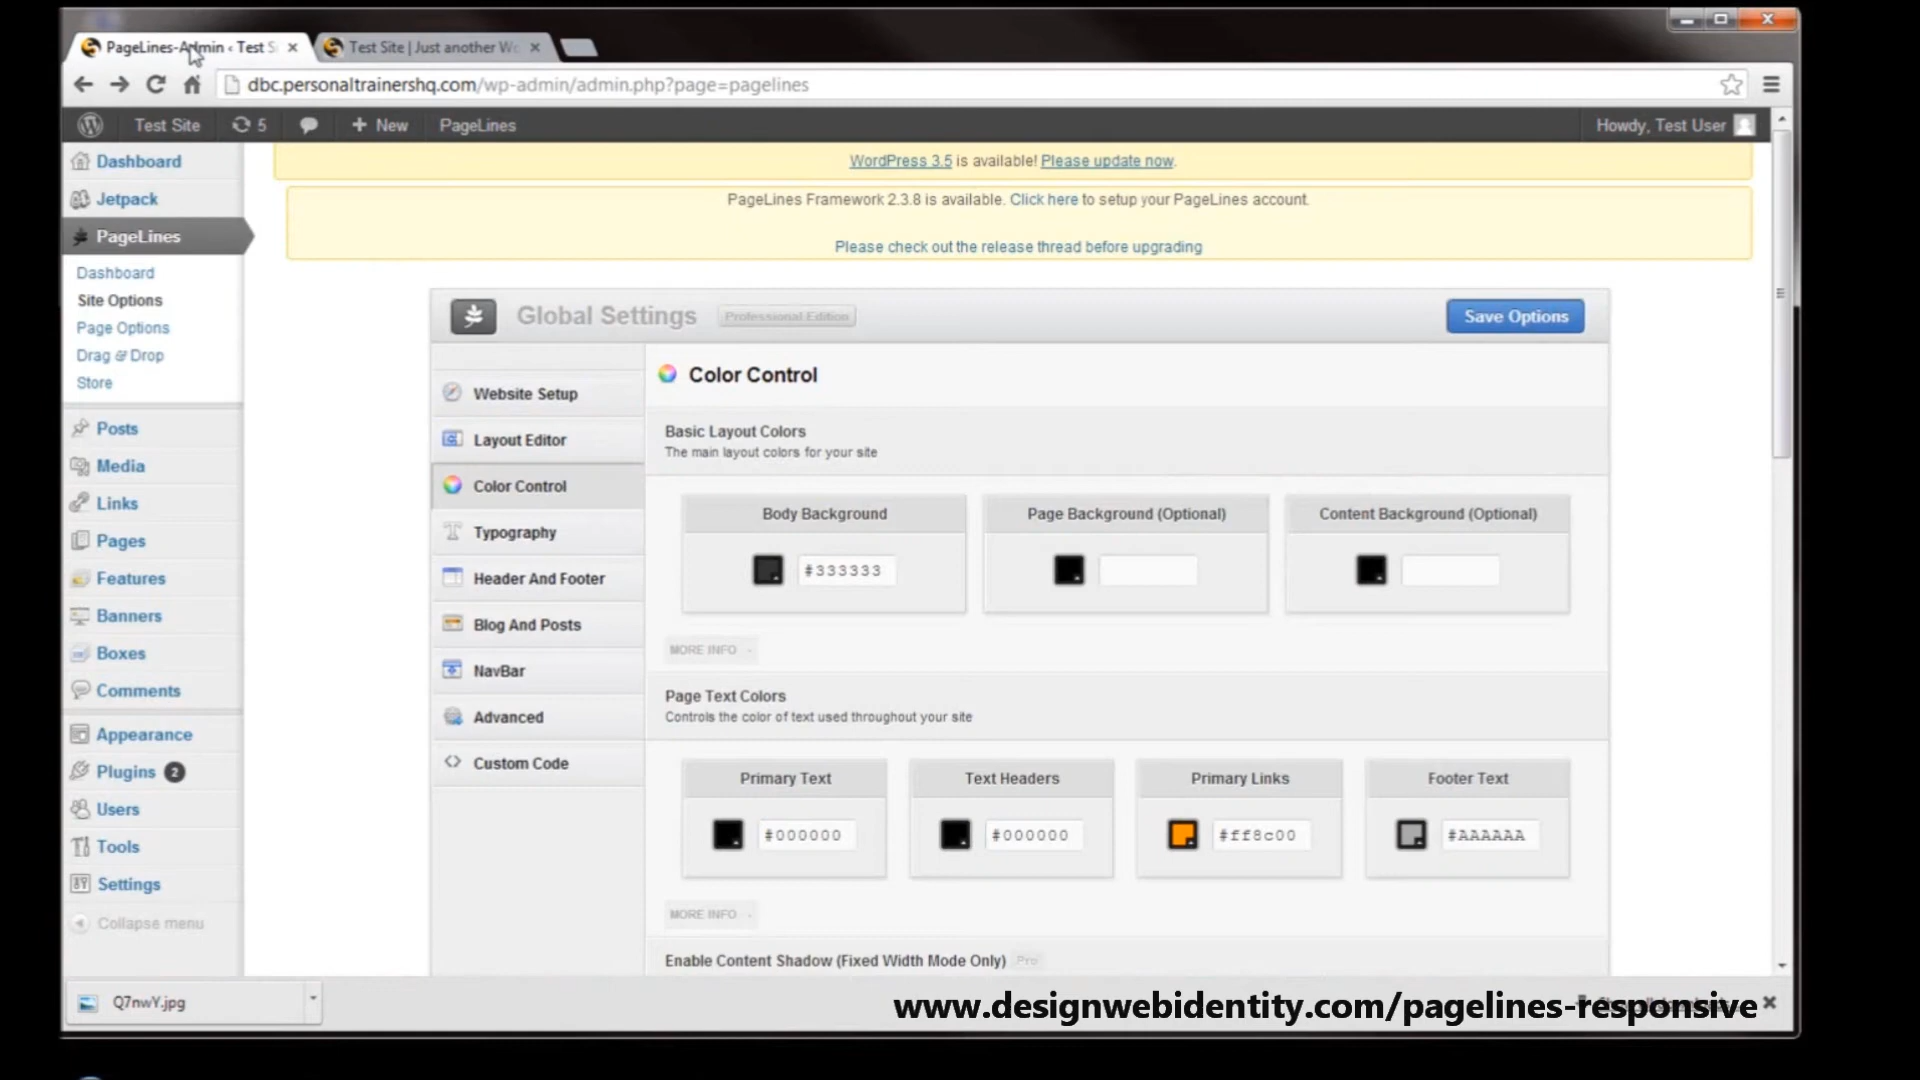 PageLines-Admin ‹ Test S
Test Site | Just another Wo
dbc.personaltrainershq.com/wp-admin/admin.php?page=pagelines
Test Site 5 New PageLines Howdy, Test User
WordPress 3.5 is available! Please update now.
PageLines Framework 2.3.8 is available. Click here to setup your PageLines account.
Please check out the release thread before upgrading
Dashboard
Jetpack
PageLines
Dashboard
Site Options
Page Options
Drag & Drop
Store
Posts
Media
Links
Pages
Features
Banners
Boxes
Comments
Appearance
Plugins 2
Users
Tools
Settings
Collapse menu
Global Settings Professional Edition Save Options
Website Setup
Layout Editor
Color Control
Typography
Header And Footer
Blog And Posts
NavBar
Advanced
Custom Code
Color Control
Basic Layout Colors
The main layout colors for your site
Body Background Page Background (Optional) Content Background (Optional)
#333333
MORE INFO
Page Text Colors
Controls the color of text used throughout your site
Primary Text Text Headers Primary Links Footer Text
#000000 #000000 #ff8c00 #AAAAAA
MORE INFO
Enable Content Shadow (Fixed Width Mode Only) Pro
Q7nwY.jpg
www.designwebidentity.com/pagelines-responsive